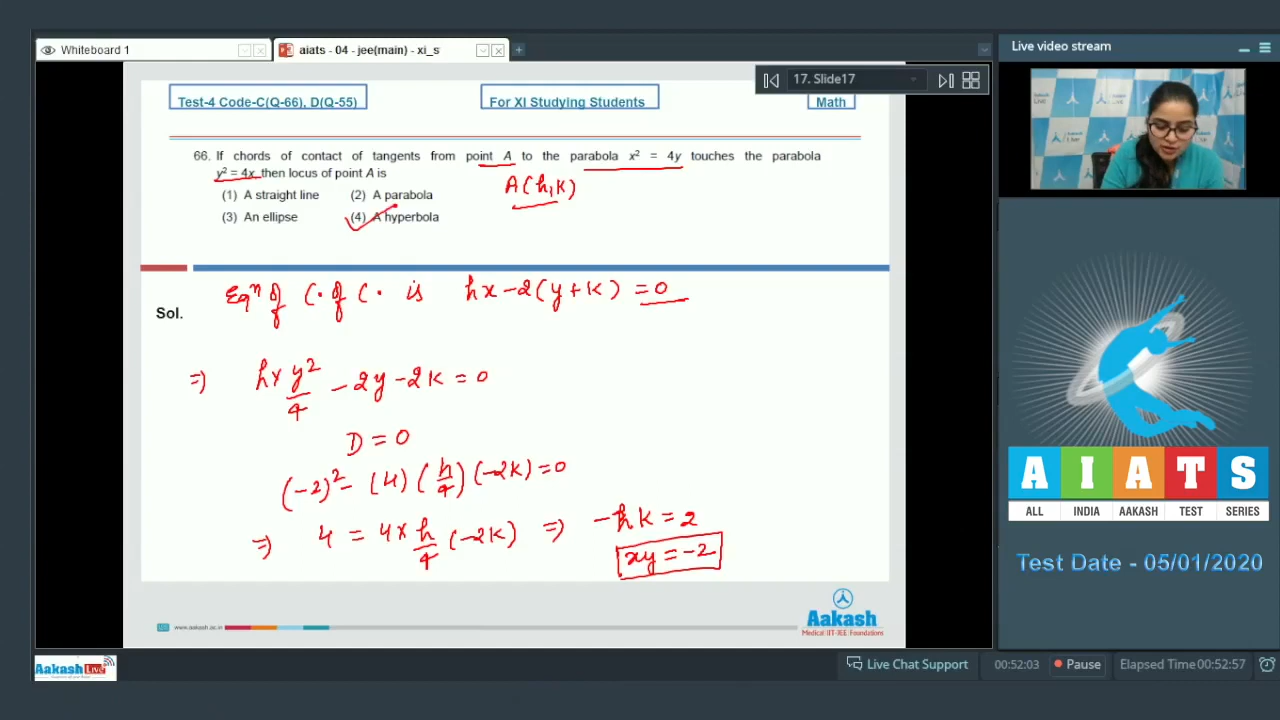 Whiteboard 1
aiats - 04 - jee(main) - xi_s
Live video stream
17. Slide17
Test-4 Code-C(Q-66), D(Q-55)
For XI Studying Students
Math
66. If chords of contact of tangents from point A to the parabola x² = 4y touches the parabola
y² = 4x then locus of point A is
A(h,k)
(1) A straight line (2) A parabola
(3) An ellipse (4) A hyperbola
Eqⁿ of C. of C. is hx - 2(y+k) = 0
Sol.
⇒ h× y²/4 - 2y - 2k = 0
D = 0
(-2)² - (4)(h/4)(-2k) = 0
⇒ 4 = 4× h/4 (-2k) ⇒ -hk = 2
xy = -2
AIATS
ALL INDIA AAKASH TEST SERIES
Test Date - 05/01/2020
www.aakash.ac.in
Aakash
Medical|IIT-JEE|Foundations
Aakash Live
Live Chat Support
00:52:03
Pause
Elapsed Time 00:52:57